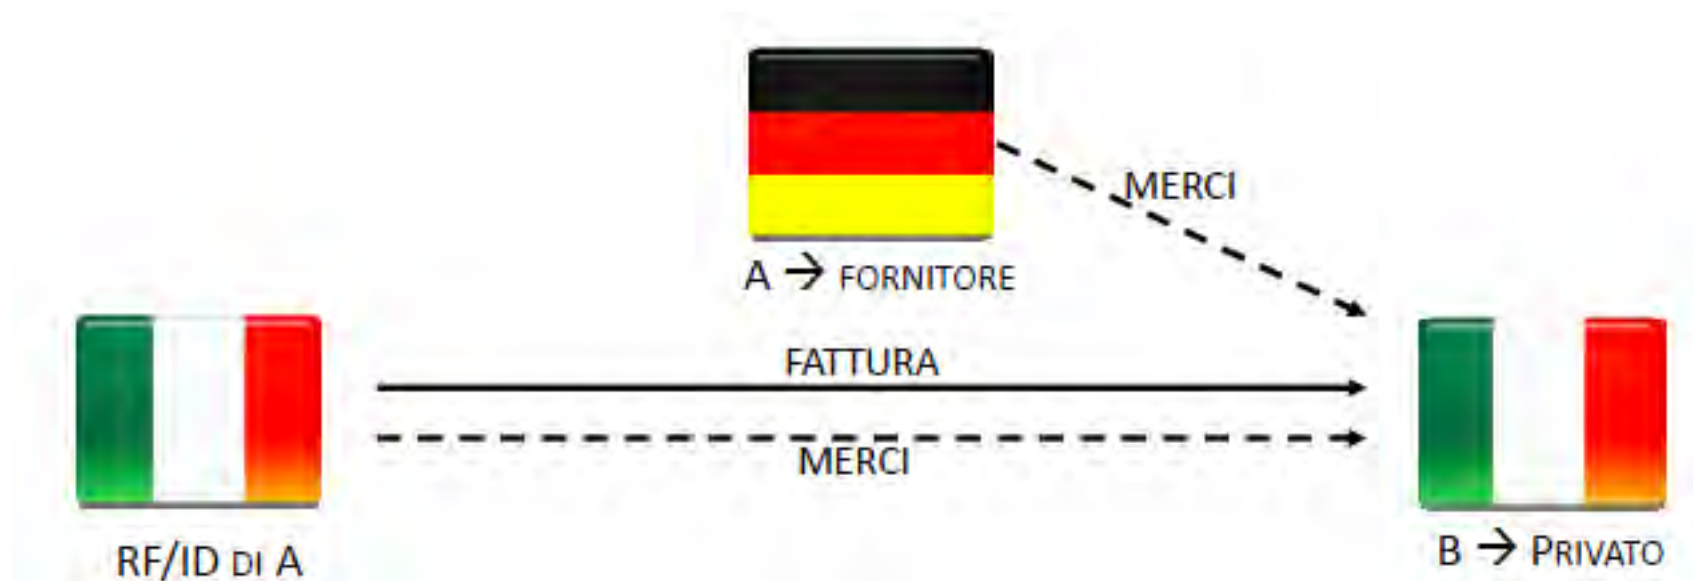 MERCI
A → FORNITORE
FATTURA
MERCI
RF/ID DI A
B → PRIVATO